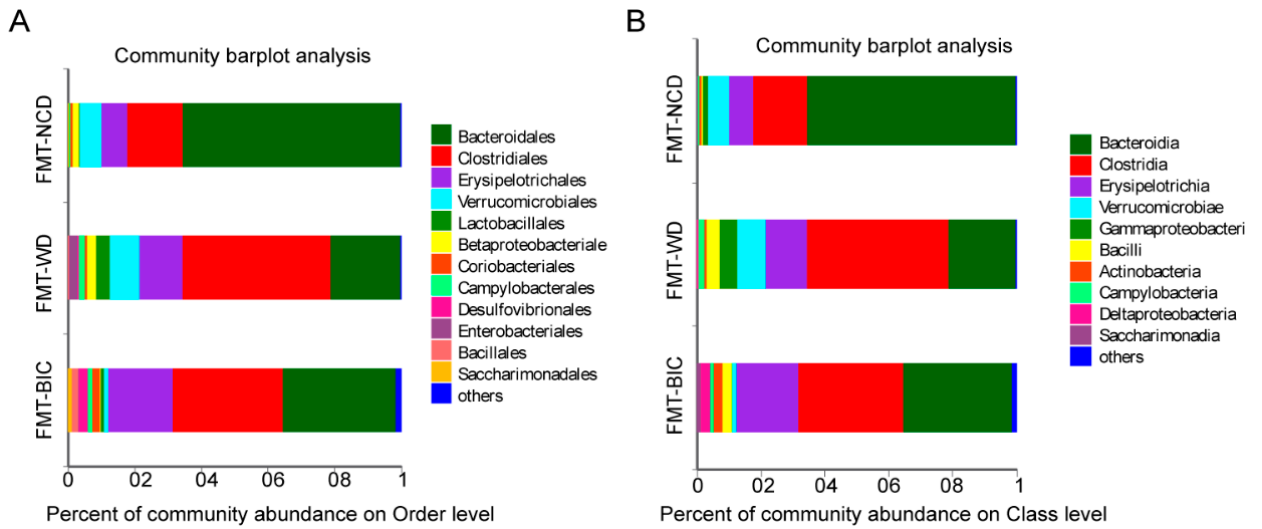 A
Community barplot analysis
FMT-NCD
FMT-WD
FMT-BIC
0 02 04 06 08 1
Percent of community abundance on Order level
Bacteroidales
Clostridiales
Erysipelotrichales
Verrucomicrobiales
Lactobacillales
Betaproteobacteriale
Coriobacteriales
Campylobacterales
Desulfovibrionales
Enterobacteriales
Bacillales
Saccharimonadales
others
B
Community barplot analysis
FMT-NCD
FMT-WD
FMT-BIC
0 02 04 06 08 1
Percent of community abundance on Class level
Bacteroidia
Clostridia
Erysipelotrichia
Verrucomicrobiae
Gammaproteobacteri
Bacilli
Actinobacteria
Campylobacteria
Deltaproteobacteria
Saccharimonadia
others